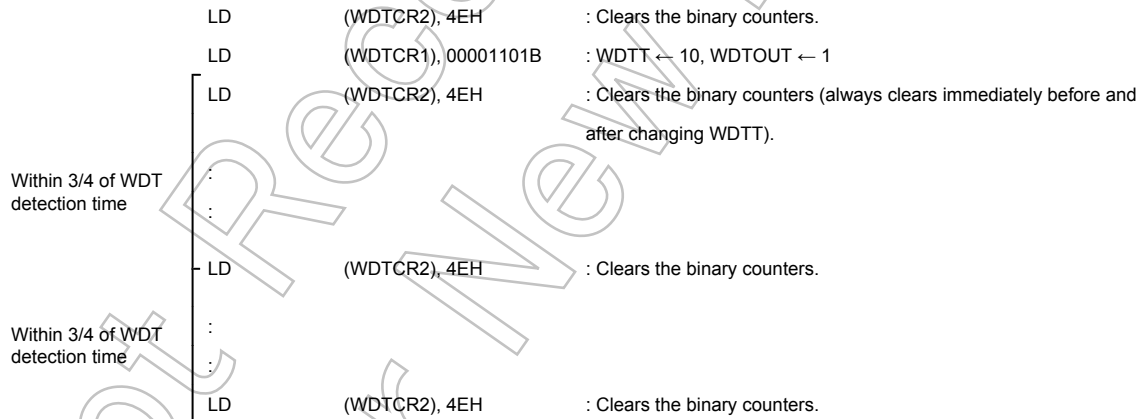 LD (WDTCR2), 4EH : Clears the binary counters.
LD (WDTCR1), 00001101B : WDTT ← 10, WDTOUT ← 1
LD (WDTCR2), 4EH : Clears the binary counters (always clears immediately before and
after changing WDTT).
Within 3/4 of WDT
detection time
:
:
LD (WDTCR2), 4EH : Clears the binary counters.
Within 3/4 of WDT
detection time
:
:
LD (WDTCR2), 4EH : Clears the binary counters.